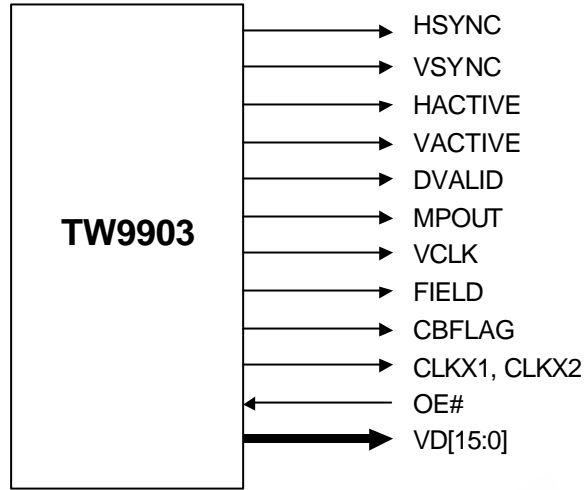 HSYNC
VSYNC
HACTIVE
VACTIVE
DVALID
TW9903
MPOUT
VCLK
FIELD
CBFLAG
CLKX1, CLKX2
OE#
VD[15:0]